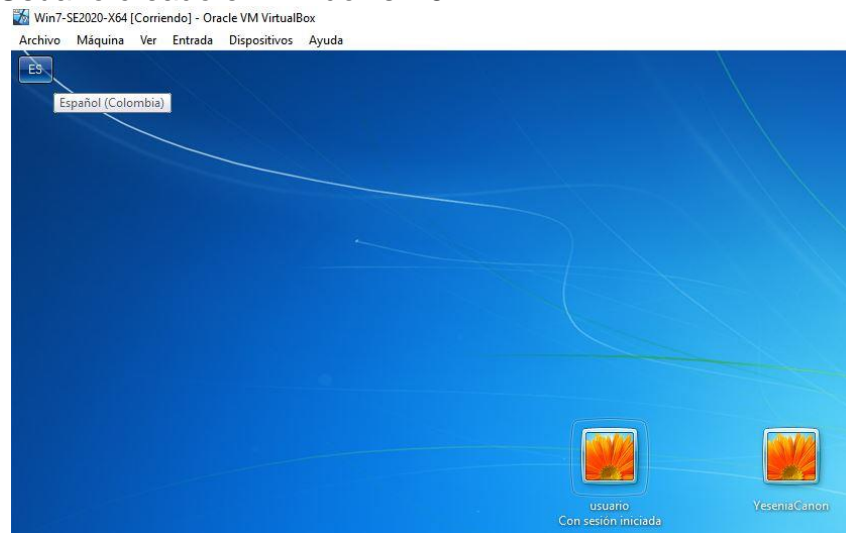 Win7-SE2020-X64 [Corriendo] - Oracle VM VirtualBox
Archivo Máquina Ver Entrada Dispositivos Ayuda
ES
Español (Colombia)
usuario
Con sesión iniciada
YeseniaCanon